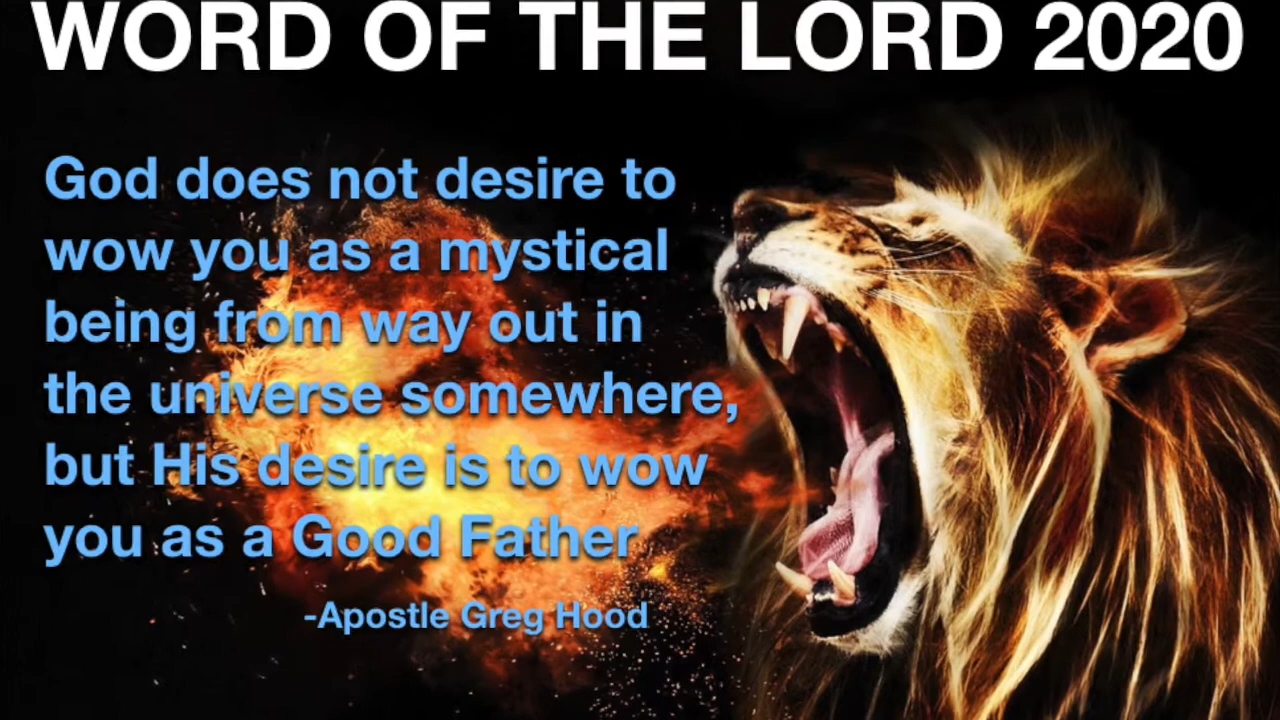 WORD OF THE LORD 2020
God does not desire to
wow you as a mystical
being from way out in
the universe somewhere,
but His desire is to wow
you as a Good Father
-Apostle Greg Hood